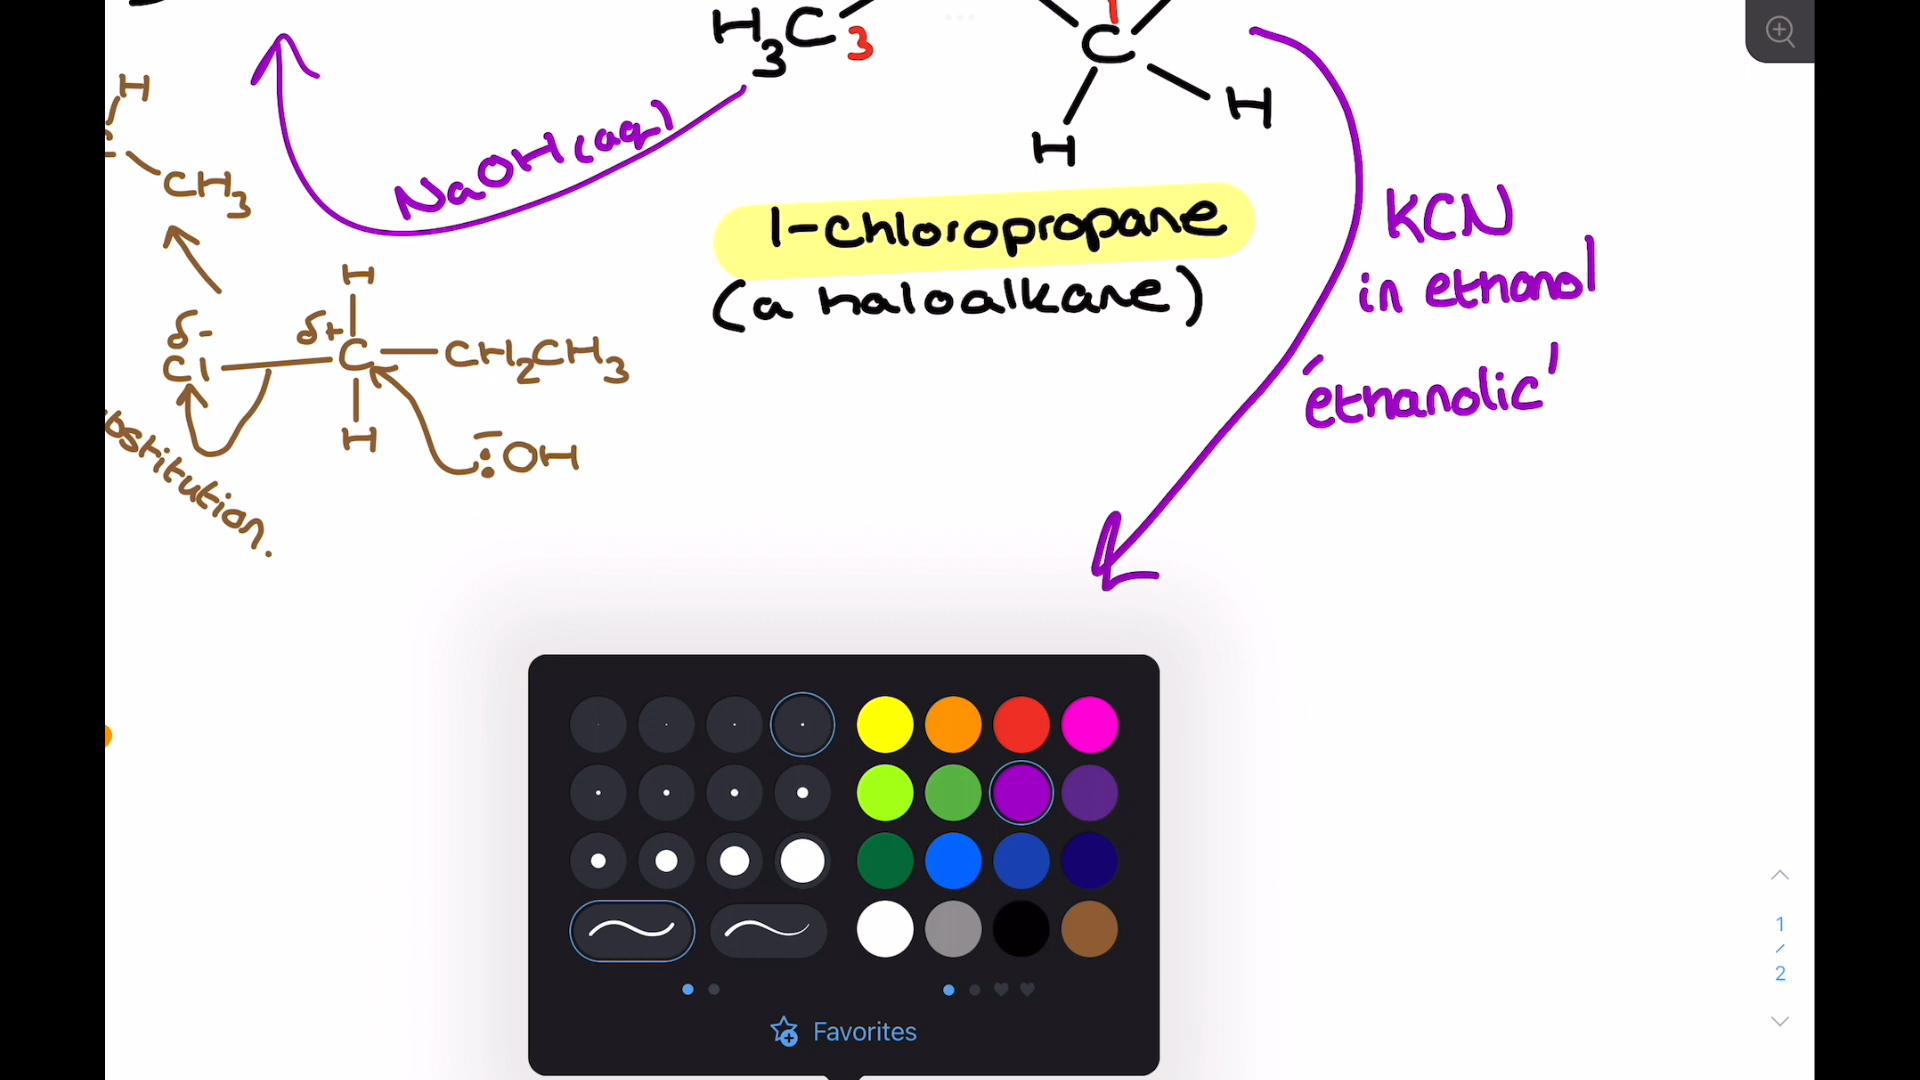 H₃C 3
C
H
H
H
CH₃
NaOH(aq)
1-chloropropane
(a haloalkane)
KCN
in ethanol
'ethanolic'
H
δ- δ+
Cl C CH₂CH₃
H
:⁻OH
bstitution.
1
/
2
Favorites